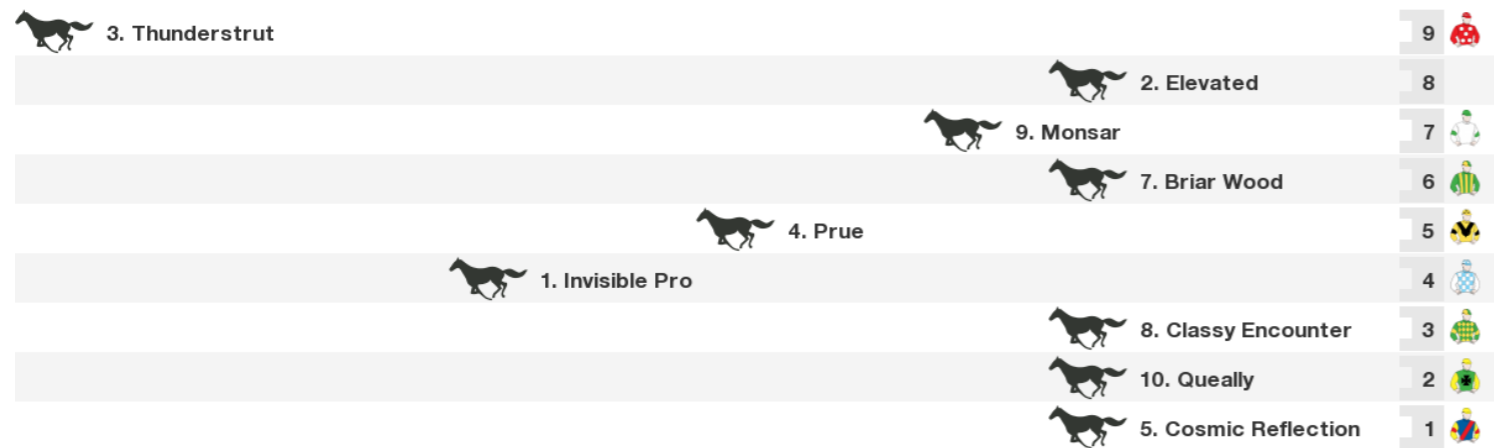 3. Thunderstrut 9
2. Elevated 8
9. Monsar 7
7. Briar Wood 6
4. Prue 5
1. Invisible Pro 4
8. Classy Encounter 3
10. Queally 2
5. Cosmic Reflection 1